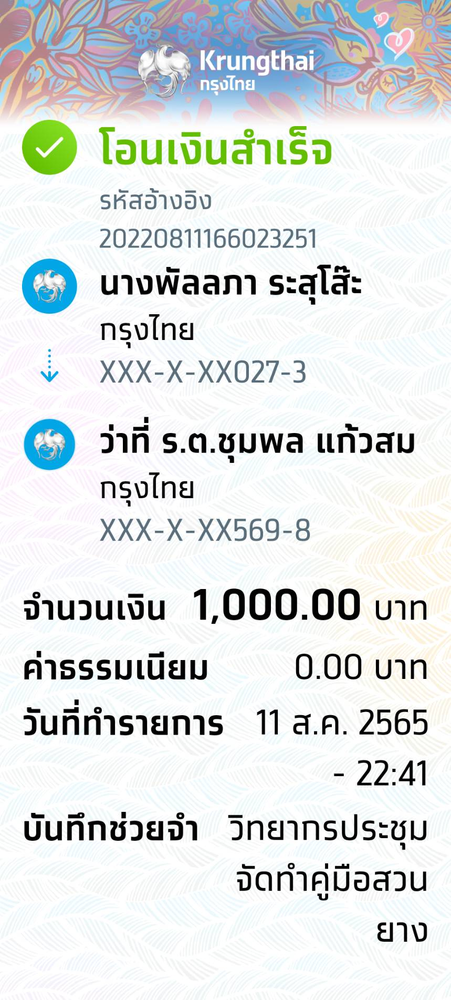 Krungthai
กรุงไทย
โอนเงินสำเร็จ
รหัสอ้างอิง
20220811166023251
นางพัลลภา ระสุโส๊ะ
กรุงไทย
XXX-X-XX027-3
ว่าที่ ร.ต.ชุมพล แก้วสม
กรุงไทย
XXX-X-XX569-8
จำนวนเงิน 1,000.00 บาท
ค่าธรรมเนียม 0.00 บาท
วันที่ทำรายการ 11 ส.ค. 2565
- 22:41
บันทึกช่วยจำ วิทยากรประชุม
จัดทำคู่มือสวน
ยาง